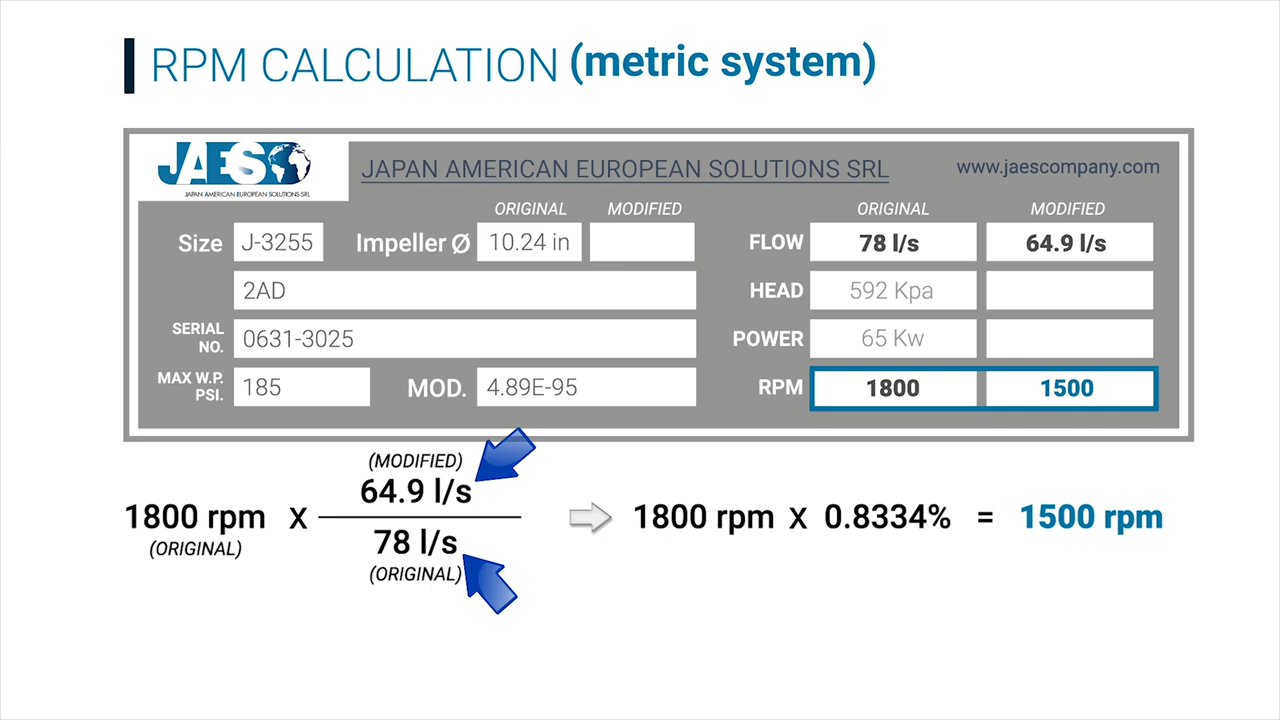 RPM CALCULATION (metric system)
JAES
JAPAN AMERICAN EUROPEAN SOLUTIONS SRL
JAPAN AMERICAN EUROPEAN SOLUTIONS SRL
www.jaescompany.com
ORIGINAL MODIFIED
ORIGINAL MODIFIED
Size J-3255 Impeller Ø 10.24 in
2AD
SERIAL NO. 0631-3025
MAX W.P. PSI. 185 MOD. 4.89E-95
FLOW 78 l/s 64.9 l/s
HEAD 592 Kpa
POWER 65 Kw
RPM 1800 1500
(MODIFIED)
64.9 l/s
1800 rpm x
(ORIGINAL)
78 l/s
(ORIGINAL)
1800 rpm x 0.8334% = 1500 rpm